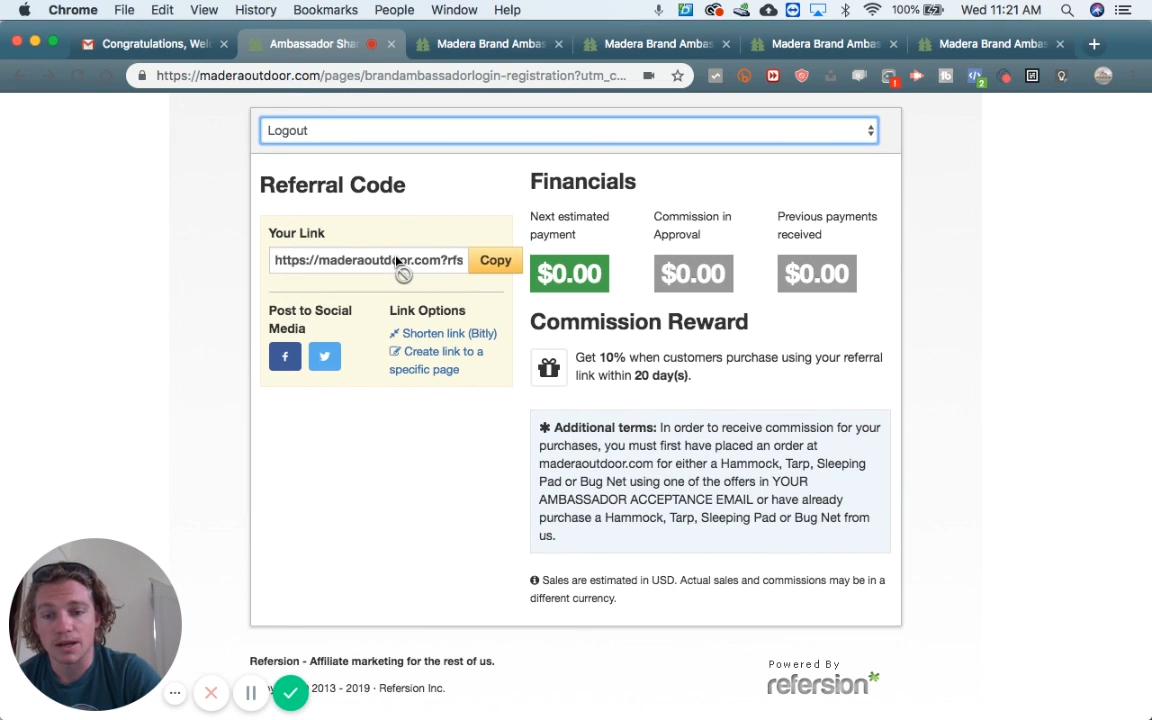 Chrome File Edit View History Bookmarks People Window Help 100% Wed 11:21 AM
Congratulations, Wel
Ambassador Shar
Madera Brand Ambas
Madera Brand Ambas
Madera Brand Ambas
Madera Brand Ambas
https://maderaoutdoor.com/pages/brandambassadorlogin-registration?utm_c...
Logout
Referral Code
Your Link
https://maderaoutdoor.com?rfs
Copy
Post to Social
Media
Link Options
Shorten link (Bitly)
Create link to a
specific page
Financials
Next estimated
payment
$0.00
Commission in
Approval
$0.00
Previous payments
received
$0.00
Commission Reward
Get 10% when customers purchase using your referral
link within 20 day(s).
✱ Additional terms: In order to receive commission for your
purchases, you must first have placed an order at
maderaoutdoor.com for either a Hammock, Tarp, Sleeping
Pad or Bug Net using one of the offers in YOUR
AMBASSADOR ACCEPTANCE EMAIL or have already
purchase a Hammock, Tarp, Sleeping Pad or Bug Net from
us.
Sales are estimated in USD. Actual sales and commissions may be in a
different currency.
Refersion - Affiliate marketing for the rest of us.
2013 - 2019 · Refersion Inc.
Powered By
refersion